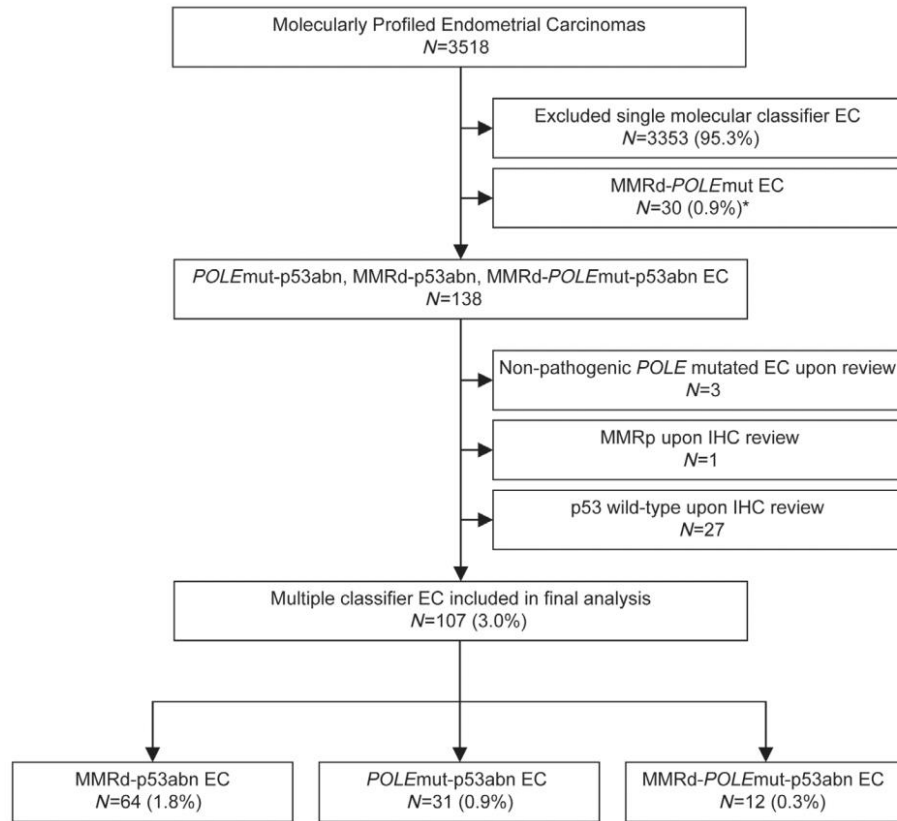 Molecularly Profiled Endometrial Carcinomas
N=3518
Excluded single molecular classifier EC
N=3353 (95.3%)
MMRd-POLEmut EC
N=30 (0.9%)*
POLEmut-p53abn, MMRd-p53abn, MMRd-POLEmut-p53abn EC
N=138
Non-pathogenic POLE mutated EC upon review
N=3
MMRp upon IHC review
N=1
p53 wild-type upon IHC review
N=27
Multiple classifier EC included in final analysis
N=107 (3.0%)
MMRd-p53abn EC
N=64 (1.8%)
POLEmut-p53abn EC
N=31 (0.9%)
MMRd-POLEmut-p53abn EC
N=12 (0.3%)